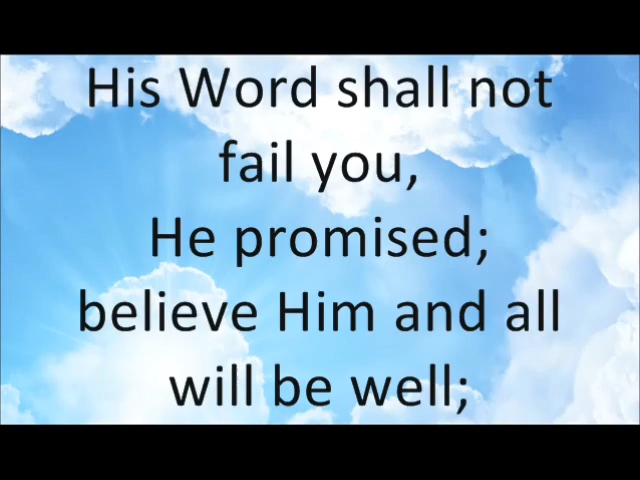 His Word shall not
fail you,
He promised;
believe Him and all
will be well;